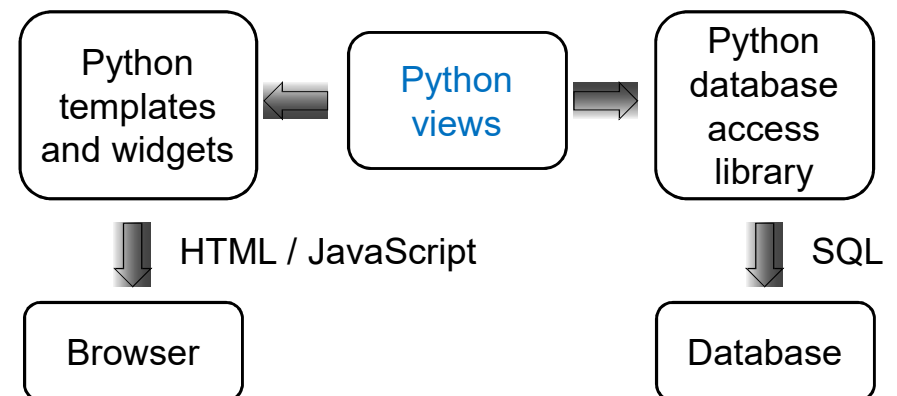 Python
templates
and widgets
Python
views
Python
database
access
library
HTML / JavaScript
SQL
Browser
Database